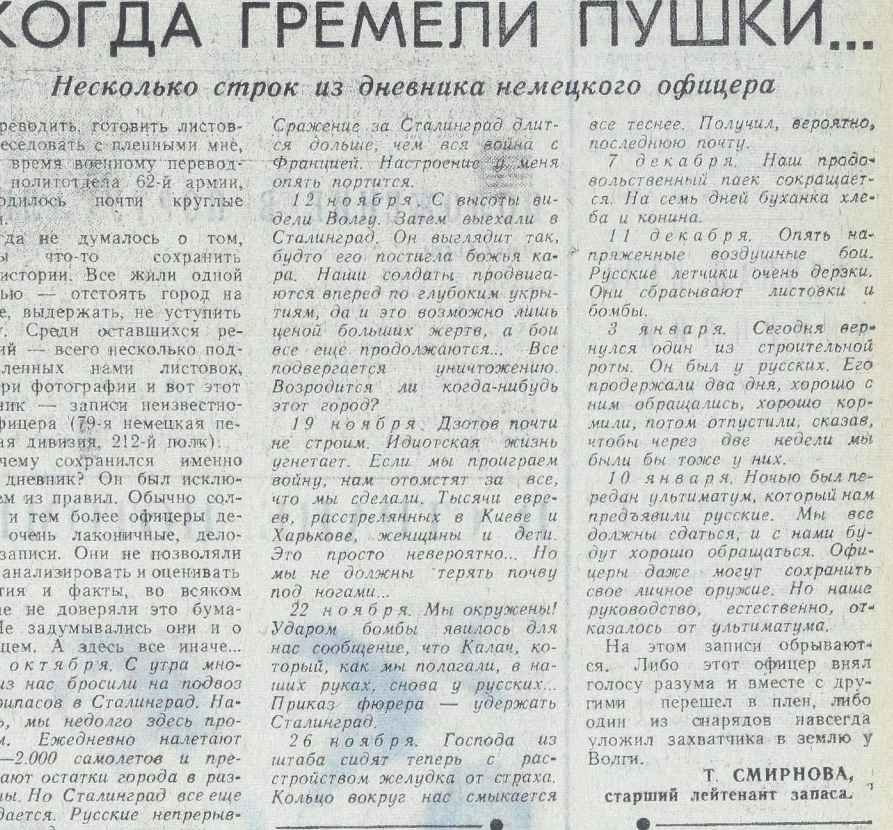 КОГДА ГРЕМЕЛИ ПУШКИ...
Несколько строк из дневника немецкого офицера
реводить, готовить листов-
еседовать с пленными мне,
время военному перевод-
политотдела 62-й армии,
одилось почти круглые
и.
да не думалось о том,
ы что-то сохранить
истории. Все жили одной
ью — отстоять город на
е, выдержать, не уступить
у. Среди оставшихся ре-
ий — всего несколько под-
ленных нами листовок,
ри фотографии и вот этот
ник — записи неизвестно-
фицера (79-я немецкая пе-
ая дивизия, 212-й полк).
чему сохранился именно
дневник? Он был исклю-
ем из правил. Обычно сол-
и тем более офицеры де-
очень лаконичные, дело-
записи. Они не позволяли
анализировать и оценивать
тия и факты, во всяком
ае не доверяли это бума-
Не задумывались они и о
щем. А здесь все иначе...
октября. С утра мно-
из нас бросили на подвоз
рипасов в Сталинград. На-
ь, мы недолго здесь про-
м. Ежедневно налетают
—2.000 самолетов и пре-
ают остатки города в раз-
ны. Но Сталинград все еще
дается. Русские непрерыв-
Сражение за Сталинград длит-
ся дольше, чем вся война с
Францией. Настроение у меня
опять портится.
12 ноября. С высоты ви-
дели Волгу. Затем выехали в
Сталинград. Он выглядит так,
будто его постигла божья ка-
ра. Наши солдаты продвига-
ются вперед по глубоким укры-
тиям, да и это возможно лишь
ценой больших жертв, а бои
все еще продолжаются... Все
подвергается уничтожению.
Возродится ли когда-нибудь
этот город?
19 ноября. Дзотов почти
не строим. Идиотская жизнь
угнетает. Если мы проиграем
войну, нам отомстят за все,
что мы сделали. Тысячи евре-
ев, расстрелянных в Киеве и
Харькове, женщины и дети.
Это просто невероятно... Но
мы не должны терять почву
под ногами...
22 ноября. Мы окружены!
Ударом бомбы явилось для
нас сообщение, что Калач, ко-
торый, как мы полагали, в на-
ших руках, снова у русских...
Приказ фюрера — удержать
Сталинград.
26 ноября. Господа из
штаба сидят теперь с рас-
стройством желудка от страха.
Кольцо вокруг нас смыкается
все теснее. Получил, вероятно,
последнюю почту.
7 декабря. Наш продо-
вольственный паек сокращает-
ся. На семь дней буханка хле-
ба и конина.
11 декабря. Опять на-
пряженные воздушные бои.
Русские летчики очень дерзки.
Они сбрасывают листовки и
бомбы.
3 января. Сегодня вер-
нулся один из строительной
роты. Он был у русских. Его
продержали два дня, хорошо с
ним обращались, хорошо кор-
мили, потом отпустили, сказав,
чтобы через две недели мы
были бы тоже у них.
10 января. Ночью был пе-
редан ультиматум, который нам
предъявили русские. Мы все
должны сдаться, и с нами бу-
дут хорошо обращаться. Офи-
церы даже могут сохранить
свое личное оружие. Но наше
руководство, естественно, от-
казалось от ультиматума.
На этом записи обрывают-
ся. Либо этот офицер внял
голосу разума и вместе с дру-
гими перешел в плен, либо
один из снарядов навсегда
уложил захватчика в землю у
Волги.
Т. СМИРНОВА,
старший лейтенант запаса.